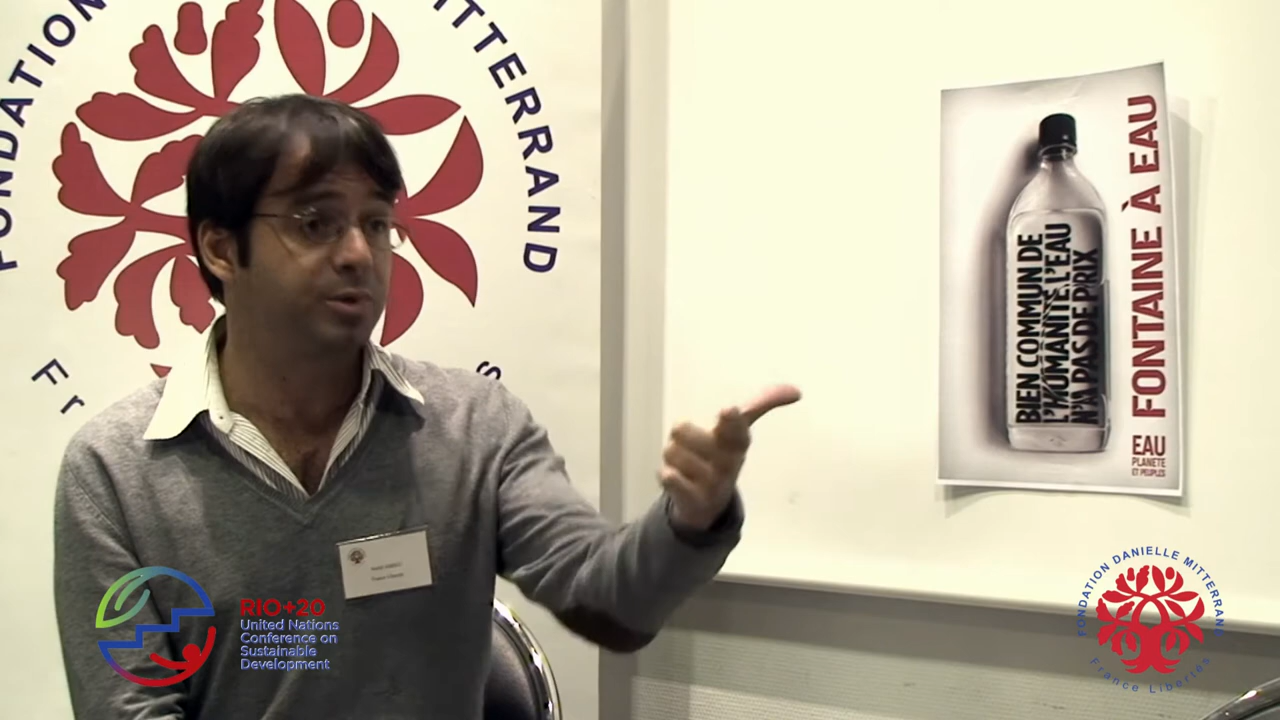 FONDATION
MITTERRAND
Fr
s
BIEN COMMUN DE
L'HUMANITÉ, L'EAU
N'A PAS DE PRIX
FONTAINE À EAU
EAU
PLANETE
ET PEUPLES
RIO+20
United Nations
Conference on
Sustainable
Development
FONDATION DANIELLE MITTERRAND
France Libertés